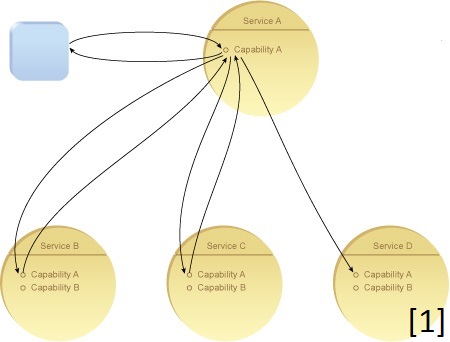 Service A
Capability A
Service B
Capability A
Capability B
Service C
Capability A
Capability B
Service D
Capability A
Capability B
[1]